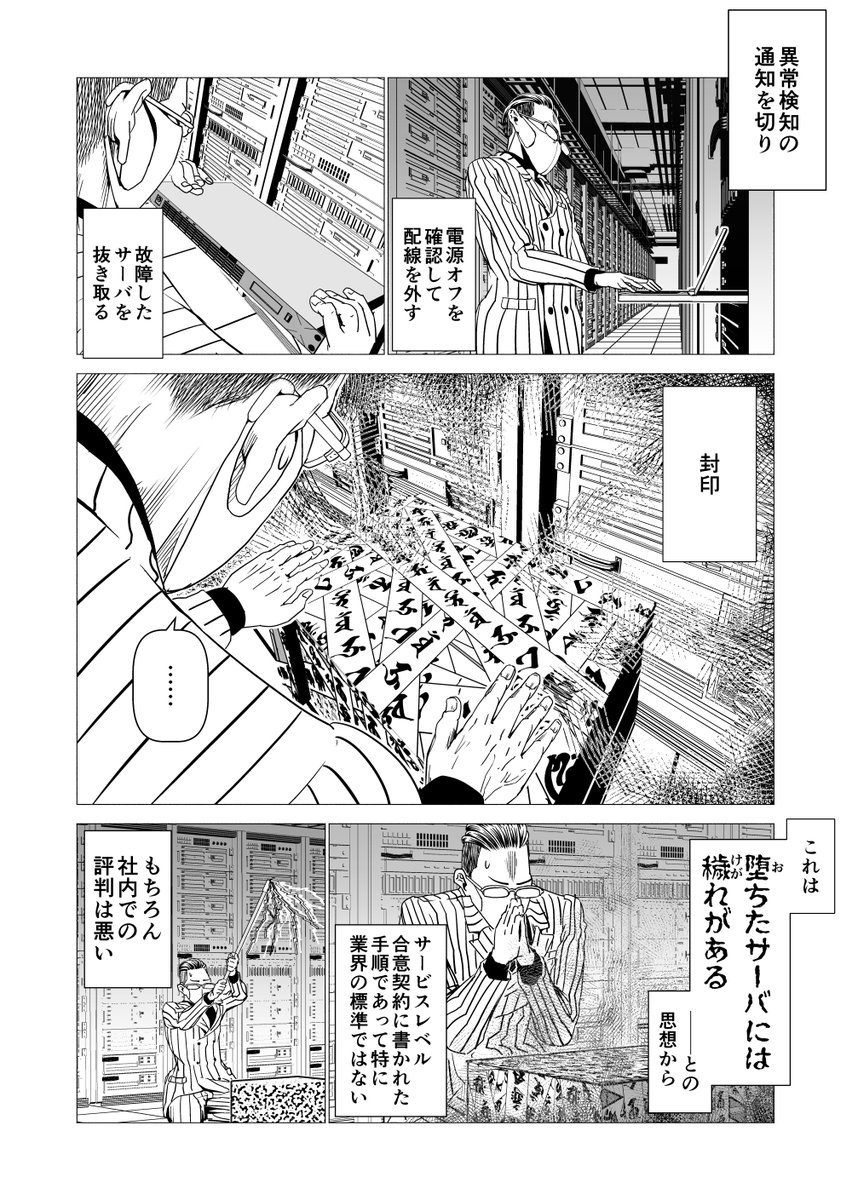 異常検知の
通知を切り
電源オフを
確認して
配線を外す
故障した
サーバを
抜き取る
封印
……
これは
堕ちたサーバには
穢れがある
――との
思想から
サービスレベル
合意契約に書かれた
手順であって特に
業界の標準ではない
もちろん
社内での
評判は悪い